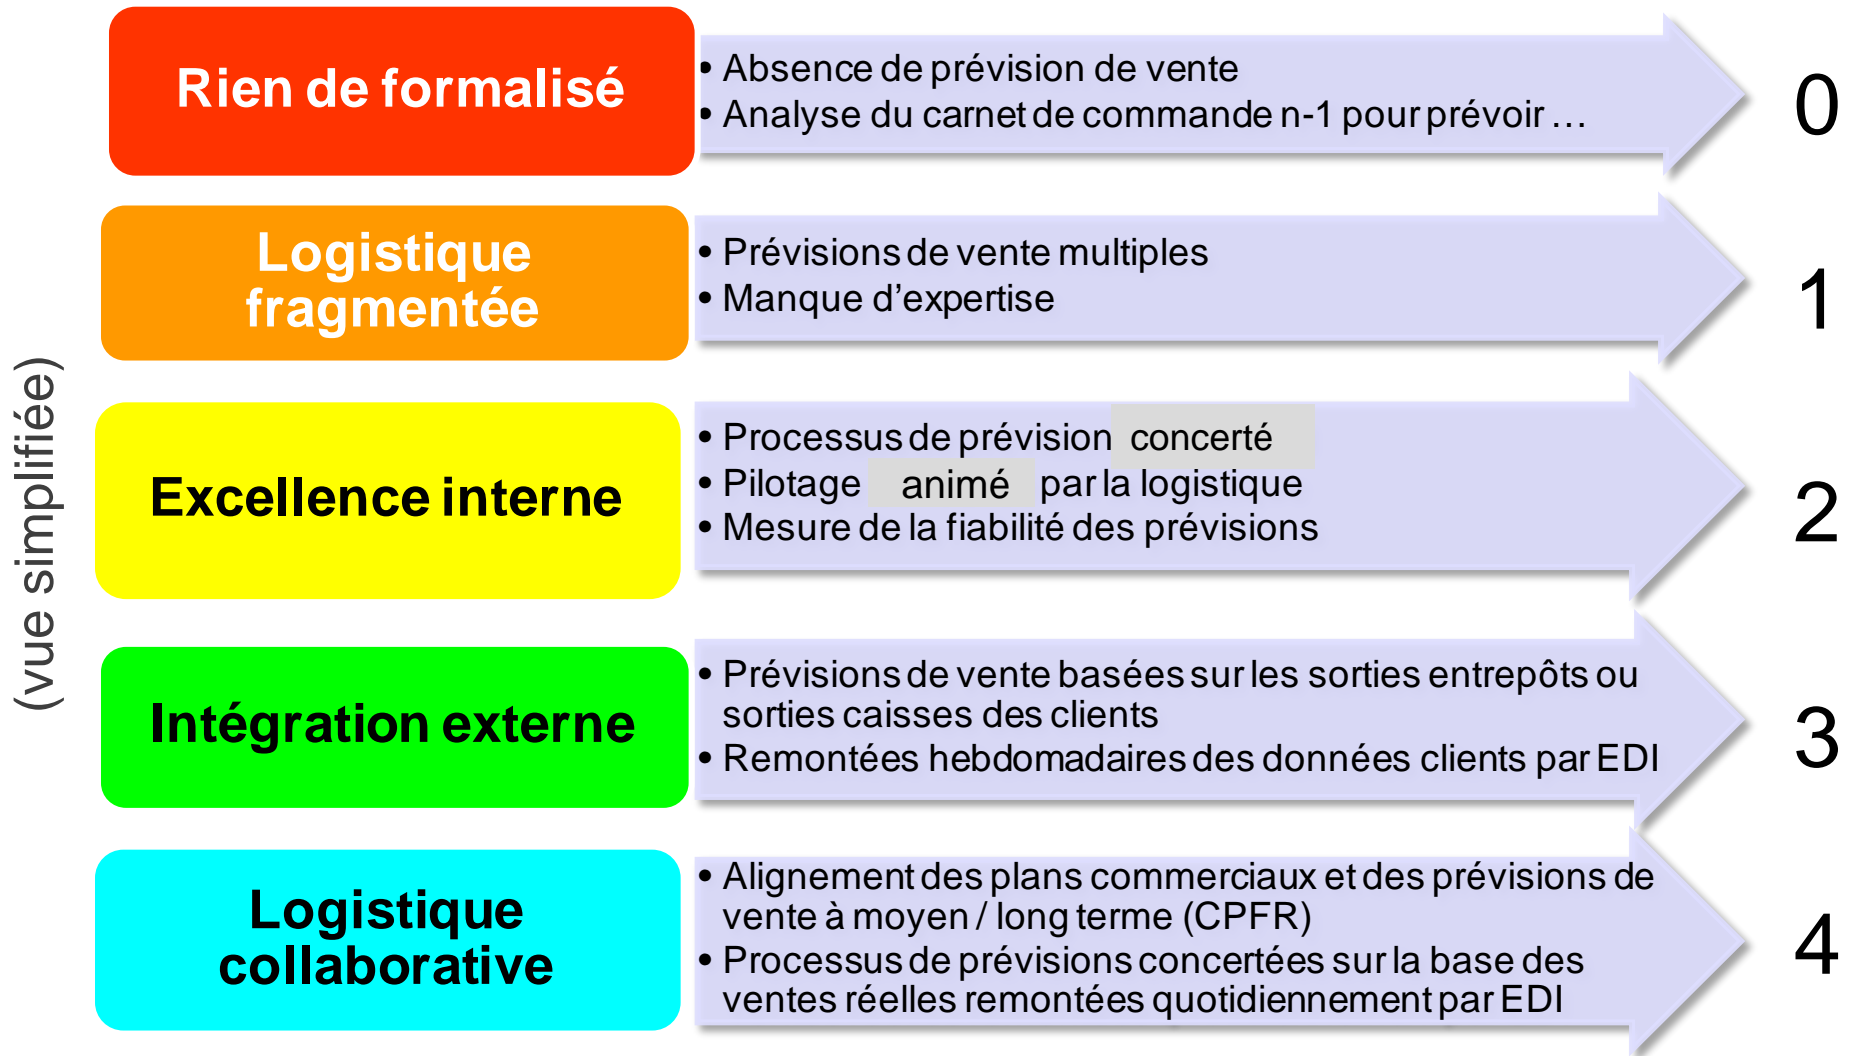 (vue simplifiée)
Rien de formalisé
• Absence de prévision de vente
• Analyse du carnet de commande n-1 pour prévoir …
0
Logistique
fragmentée
• Prévisions de vente multiples
• Manque d’expertise
1
Excellence interne
• Processus de prévision concerté
• Pilotage animé par la logistique
• Mesure de la fiabilité des prévisions
2
Intégration externe
• Prévisions de vente basées sur les sorties entrepôts ou
sorties caisses des clients
• Remontées hebdomadaires des données clients par EDI
3
Logistique
collaborative
• Alignement des plans commerciaux et des prévisions de
vente à moyen / long terme (CPFR)
• Processus de prévisions concertées sur la base des
ventes réelles remontées quotidiennement par EDI
4